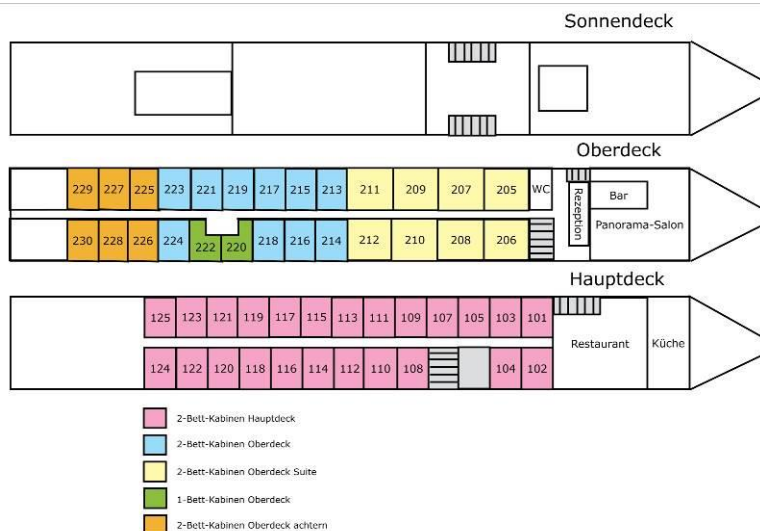 Sonnendeck
Oberdeck
229 227 225 223 221 219 217 215 213 211 209 207 205 WC
Rezeption
Bar
Panorama-Salon
230 228 226 224 222 220 218 216 214 212 210 208 206
Hauptdeck
125 123 121 119 117 115 113 111 109 107 105 103 101
Restaurant
Küche
124 122 120 118 116 114 112 110 108 104 102
2-Bett-Kabinen Hauptdeck
2-Bett-Kabinen Oberdeck
2-Bett-Kabinen Oberdeck Suite
1-Bett-Kabinen Oberdeck
2-Bett-Kabinen Oberdeck achtern